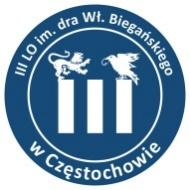 III LO im. dra Wł. Biegańskiego
w Częstochowie